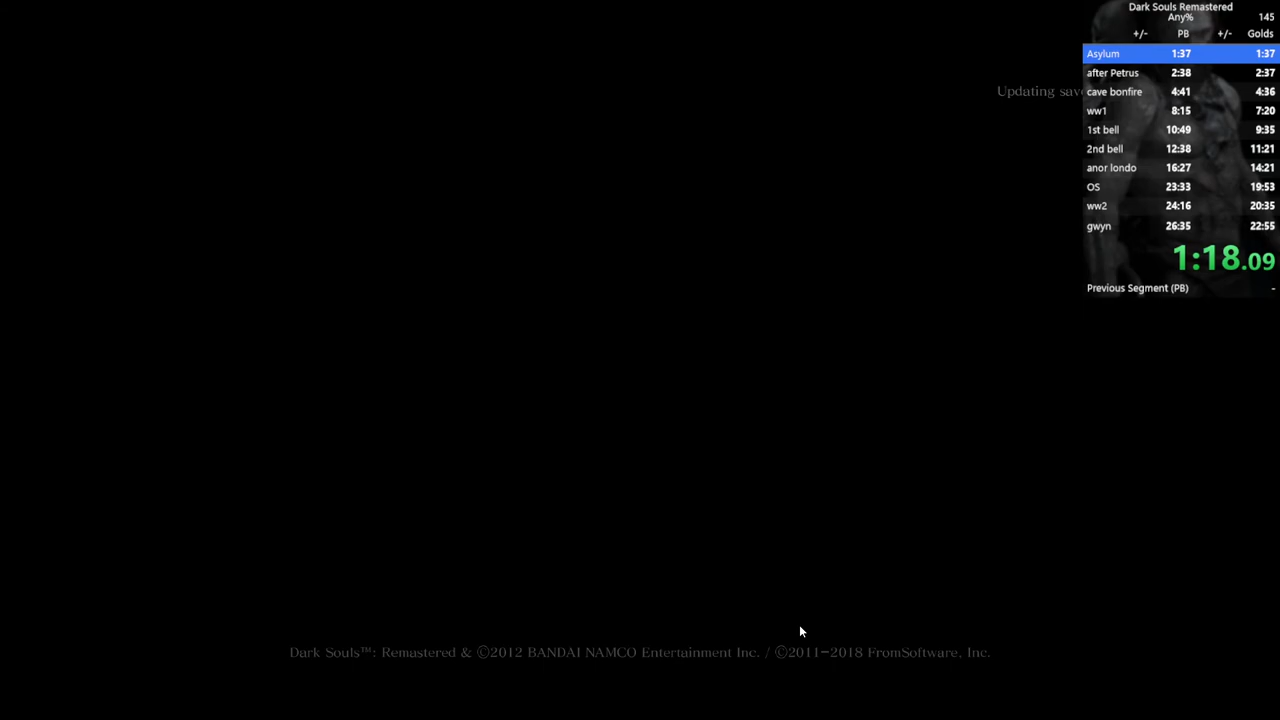 Dark Souls Remastered
Any% 145
+/- PB +/- Golds
Asylum 1:37 1:37
after Petrus 2:38 2:37
Updating
cave bonfire 4:41 4:36
ww1 8:15 7:20
1st bell 10:49 9:35
2nd bell 12:38 11:21
anor londo 16:27 14:21
OS 23:33 19:53
ww2 24:16 20:35
gwyn 26:35 22:55
1:18.09
Previous Segment (PB) -
Dark Souls™: Remastered & ©2012 BANDAI NAMCO Entertainment Inc. / ©2011-2018 FromSoftware, Inc.